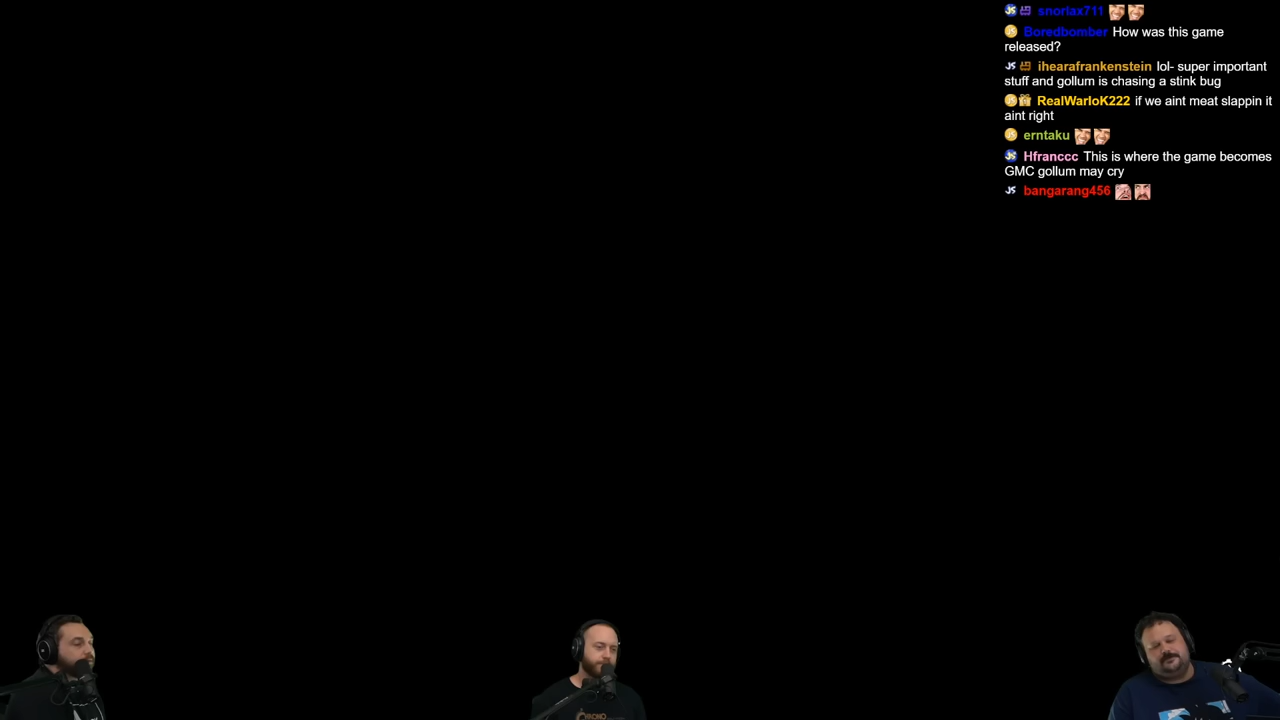 snorlax711
Boredbomber How was this game
released?
ihearafrankenstein lol- super important
stuff and gollum is chasing a stink bug
RealWarloK222 if we aint meat slappin it
aint right
erntaku
Hfranccc This is where the game becomes
GMC gollum may cry
bangarang456